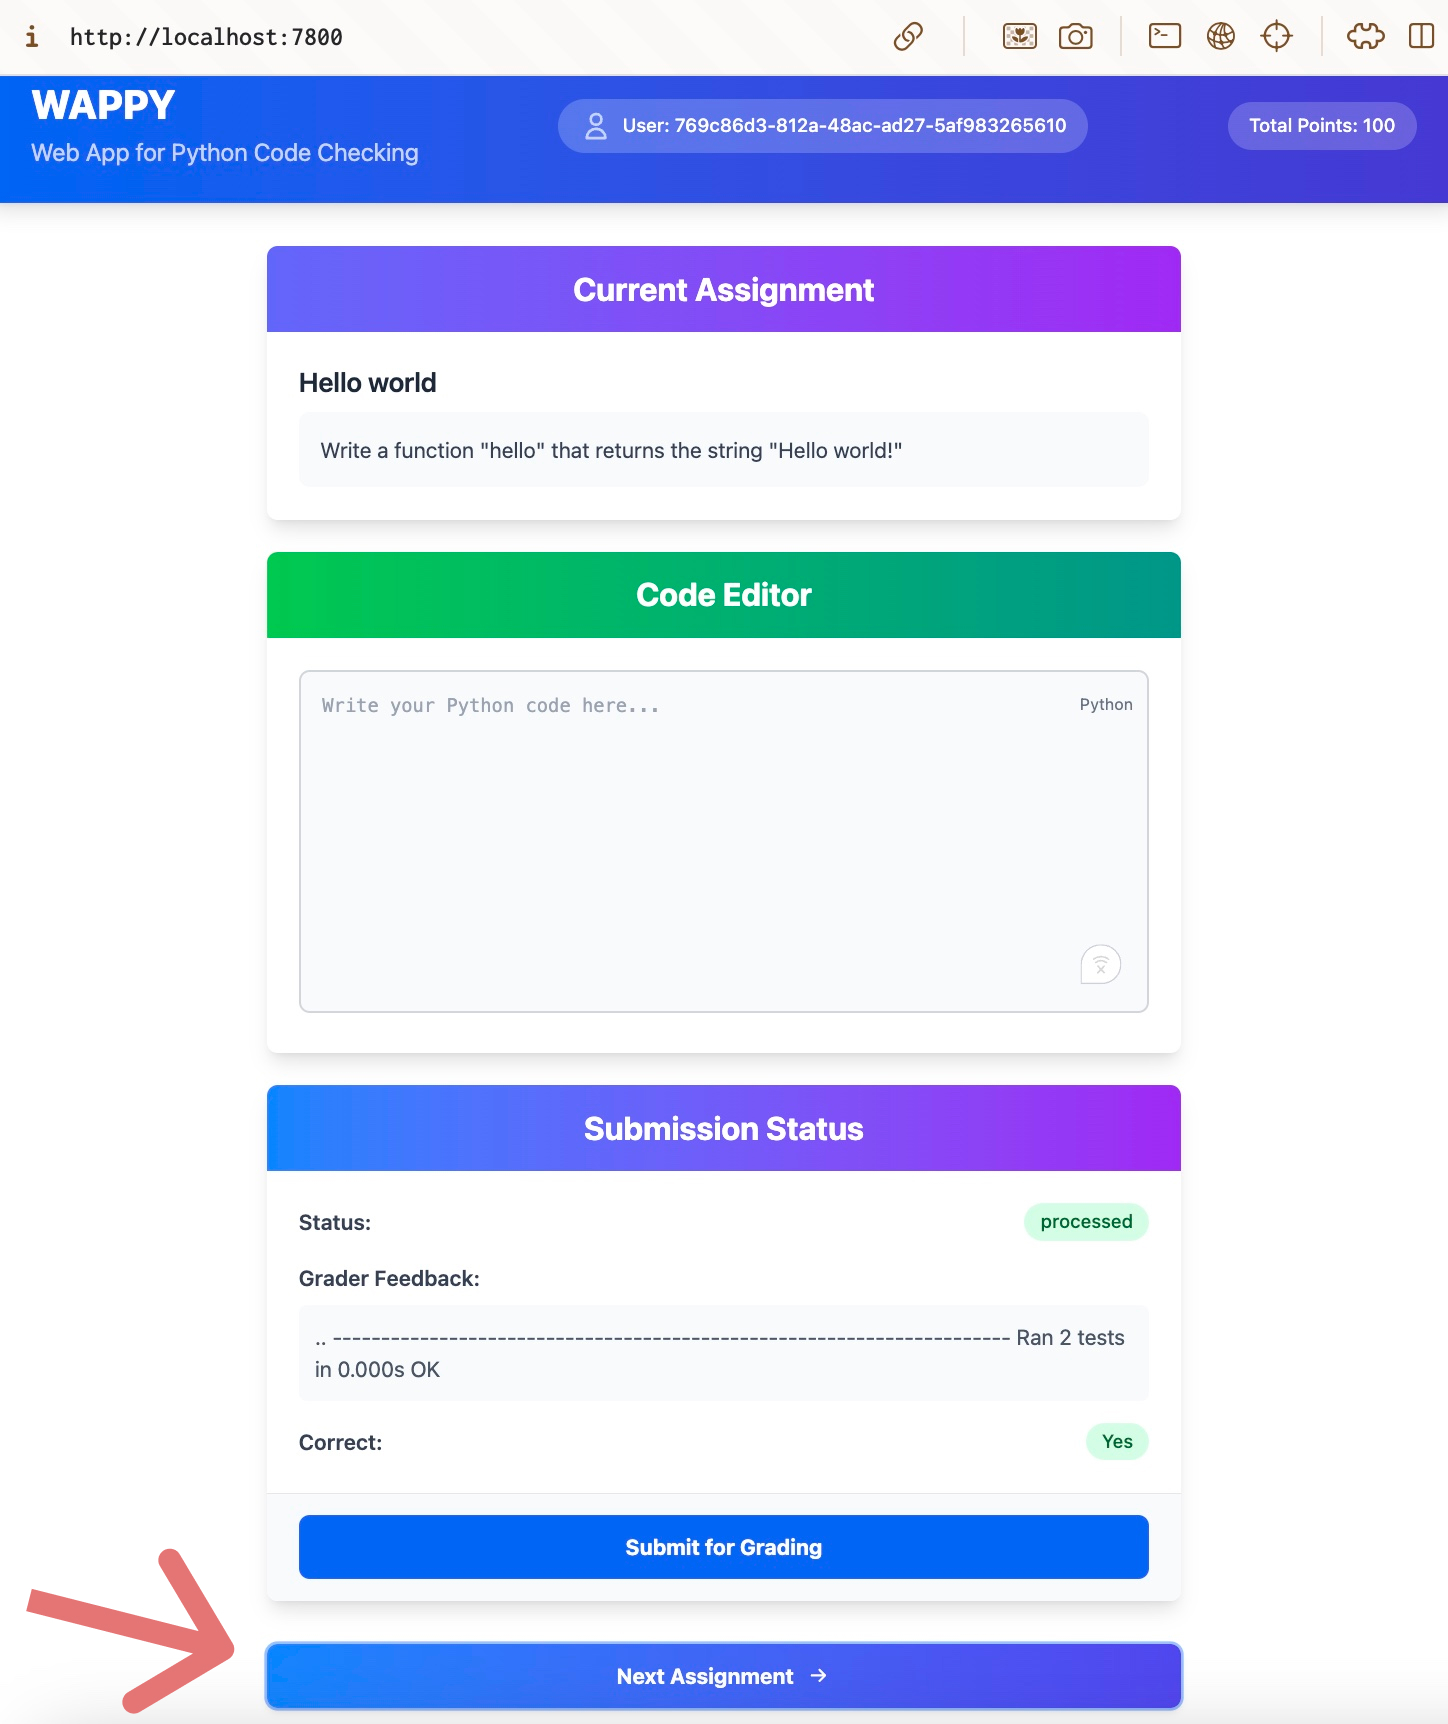 http://localhost:7800
WAPPY
Web App for Python Code Checking
User: 769c86d3-812a-48ac-ad27-5af983265610
Total Points: 100
Current Assignment
Hello world
Write a function "hello" that returns the string "Hello world!"
Code Editor
Write your Python code here...
Python
Submission Status
Status:
processed
Grader Feedback:
.. ---------------------------------------------------------------------- Ran 2 tests
in 0.000s OK
Correct:
Yes
Submit for Grading
Next Assignment →